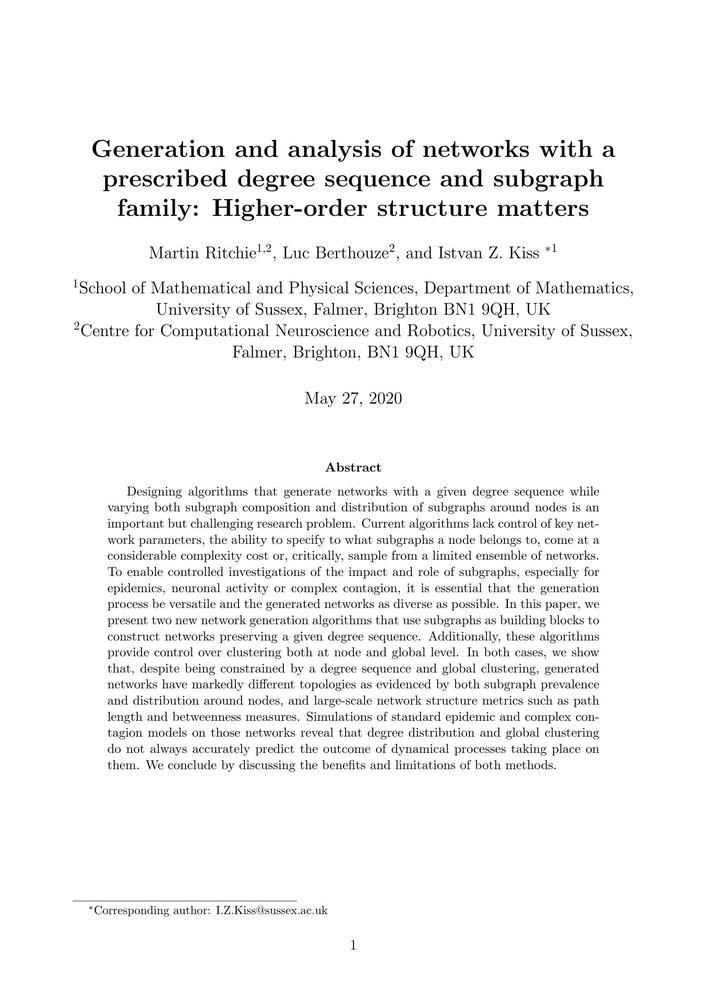 Generation and analysis of networks with a
prescribed degree sequence and subgraph
family: Higher-order structure matters
Martin Ritchie1,2, Luc Berthouze2, and Istvan Z. Kiss *1
1School of Mathematical and Physical Sciences, Department of Mathematics,
University of Sussex, Falmer, Brighton BN1 9QH, UK
2Centre for Computational Neuroscience and Robotics, University of Sussex,
Falmer, Brighton, BN1 9QH, UK
May 27, 2020
Abstract
Designing algorithms that generate networks with a given degree sequence while
varying both subgraph composition and distribution of subgraphs around nodes is an
important but challenging research problem. Current algorithms lack control of key net-
work parameters, the ability to specify to what subgraphs a node belongs to, come at a
considerable complexity cost or, critically, sample from a limited ensemble of networks.
To enable controlled investigations of the impact and role of subgraphs, especially for
epidemics, neuronal activity or complex contagion, it is essential that the generation
process be versatile and the generated networks as diverse as possible. In this paper, we
present two new network generation algorithms that use subgraphs as building blocks to
construct networks preserving a given degree sequence. Additionally, these algorithms
provide control over clustering both at node and global level. In both cases, we show
that, despite being constrained by a degree sequence and global clustering, generated
networks have markedly different topologies as evidenced by both subgraph prevalence
and distribution around nodes, and large-scale network structure metrics such as path
length and betweenness measures. Simulations of standard epidemic and complex con-
tagion models on those networks reveal that degree distribution and global clustering
do not always accurately predict the outcome of dynamical processes taking place on
them. We conclude by discussing the benefits and limitations of both methods.
*Corresponding author: I.Z.Kiss@sussex.ac.uk
1